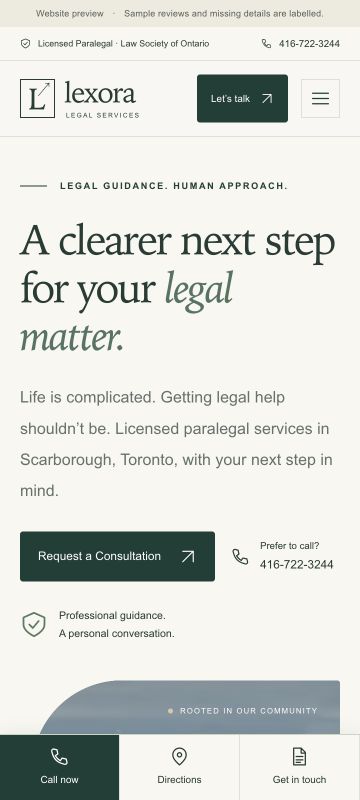 Website preview · Sample reviews and missing details are labelled.
Licensed Paralegal · Law Society of Ontario 416-722-3244
L lexora
LEGAL SERVICES
Let's talk
LEGAL GUIDANCE. HUMAN APPROACH.
A clearer next step
for your legal
matter.
Life is complicated. Getting legal help
shouldn’t be. Licensed paralegal services in
Scarborough, Toronto, with your next step in
mind.
Request a Consultation
Prefer to call?
416-722-3244
Professional guidance.
A personal conversation.
ROOTED IN OUR COMMUNITY
Call now Directions Get in touch